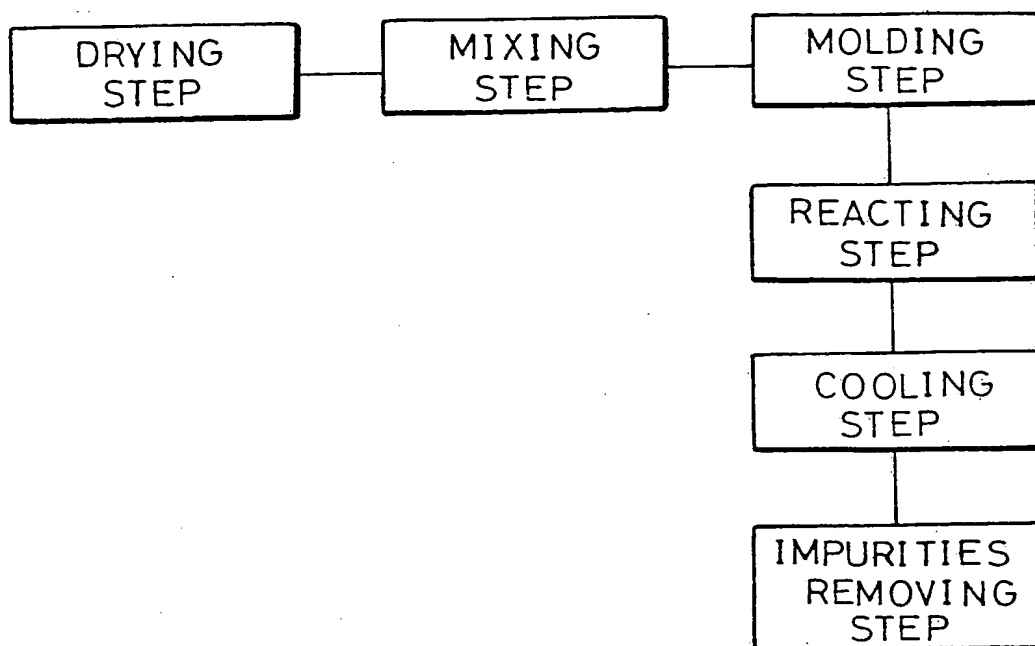 DRYING
STEP
MIXING
STEP
MOLDING
STEP
REACTING
STEP
COOLING
STEP
IMPURITIES
REMOVING
STEP